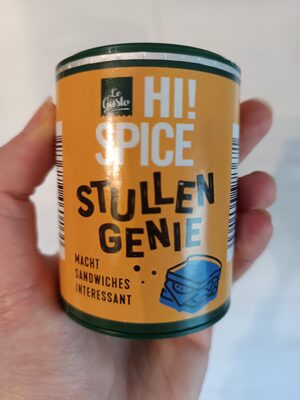 Le
Gusto
HI!
SPICE
STULLEN
GENIE
MACHT
SANDWICHES
INTERESSANT